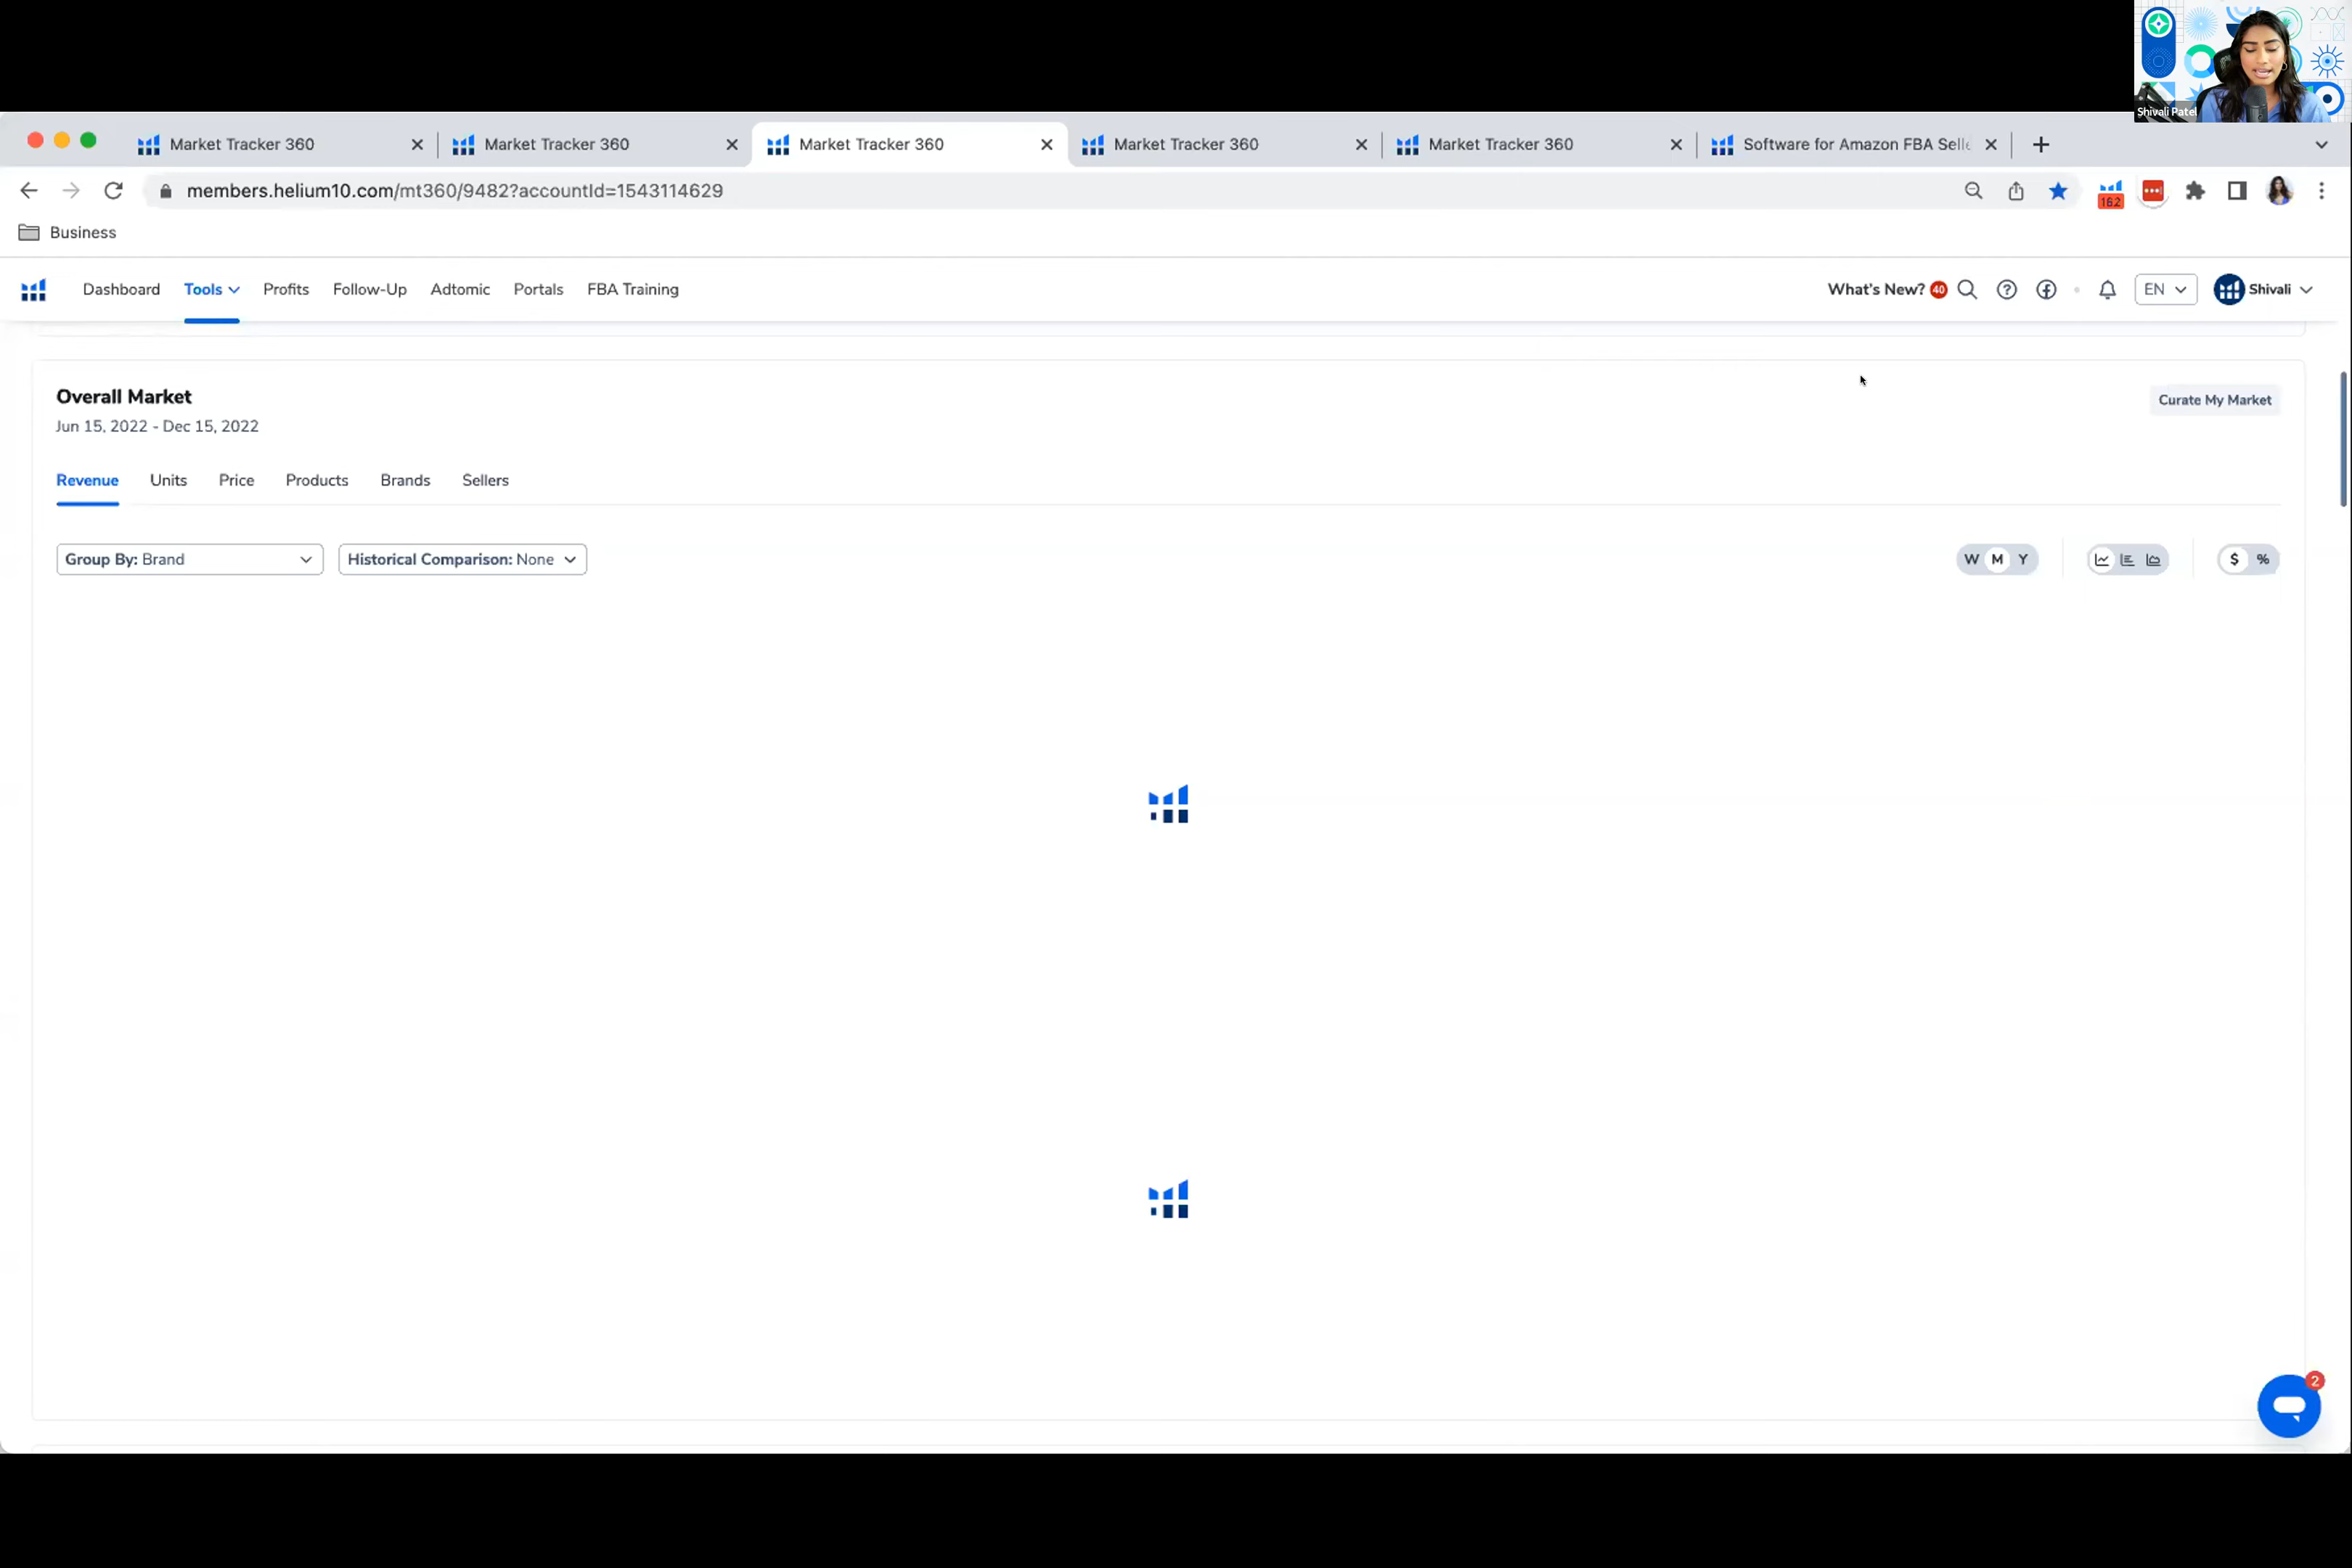 Shivali Patel
Market Tracker 360
Market Tracker 360
Market Tracker 360
Market Tracker 360
Market Tracker 360
Software for Amazon FBA Selle
members.helium10.com/mt360/9482?accountId=1543114629
162
Business
Dashboard Tools Profits Follow-Up Adtomic Portals FBA Training What's New? 40 EN Shivali
Overall Market
Curate My Market
Jun 15, 2022 - Dec 15, 2022
Revenue Units Price Products Brands Sellers
Group By: Brand Historical Comparison: None W M Y $ %
2